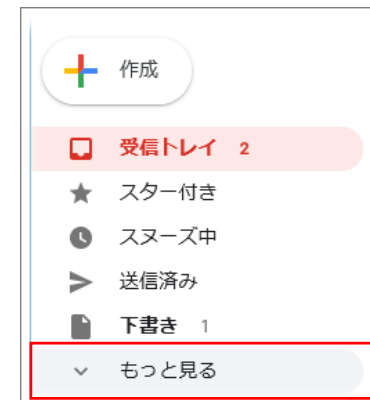 作成
受信トレイ 2
スター付き
スヌーズ中
送信済み
下書き 1
もっと見る